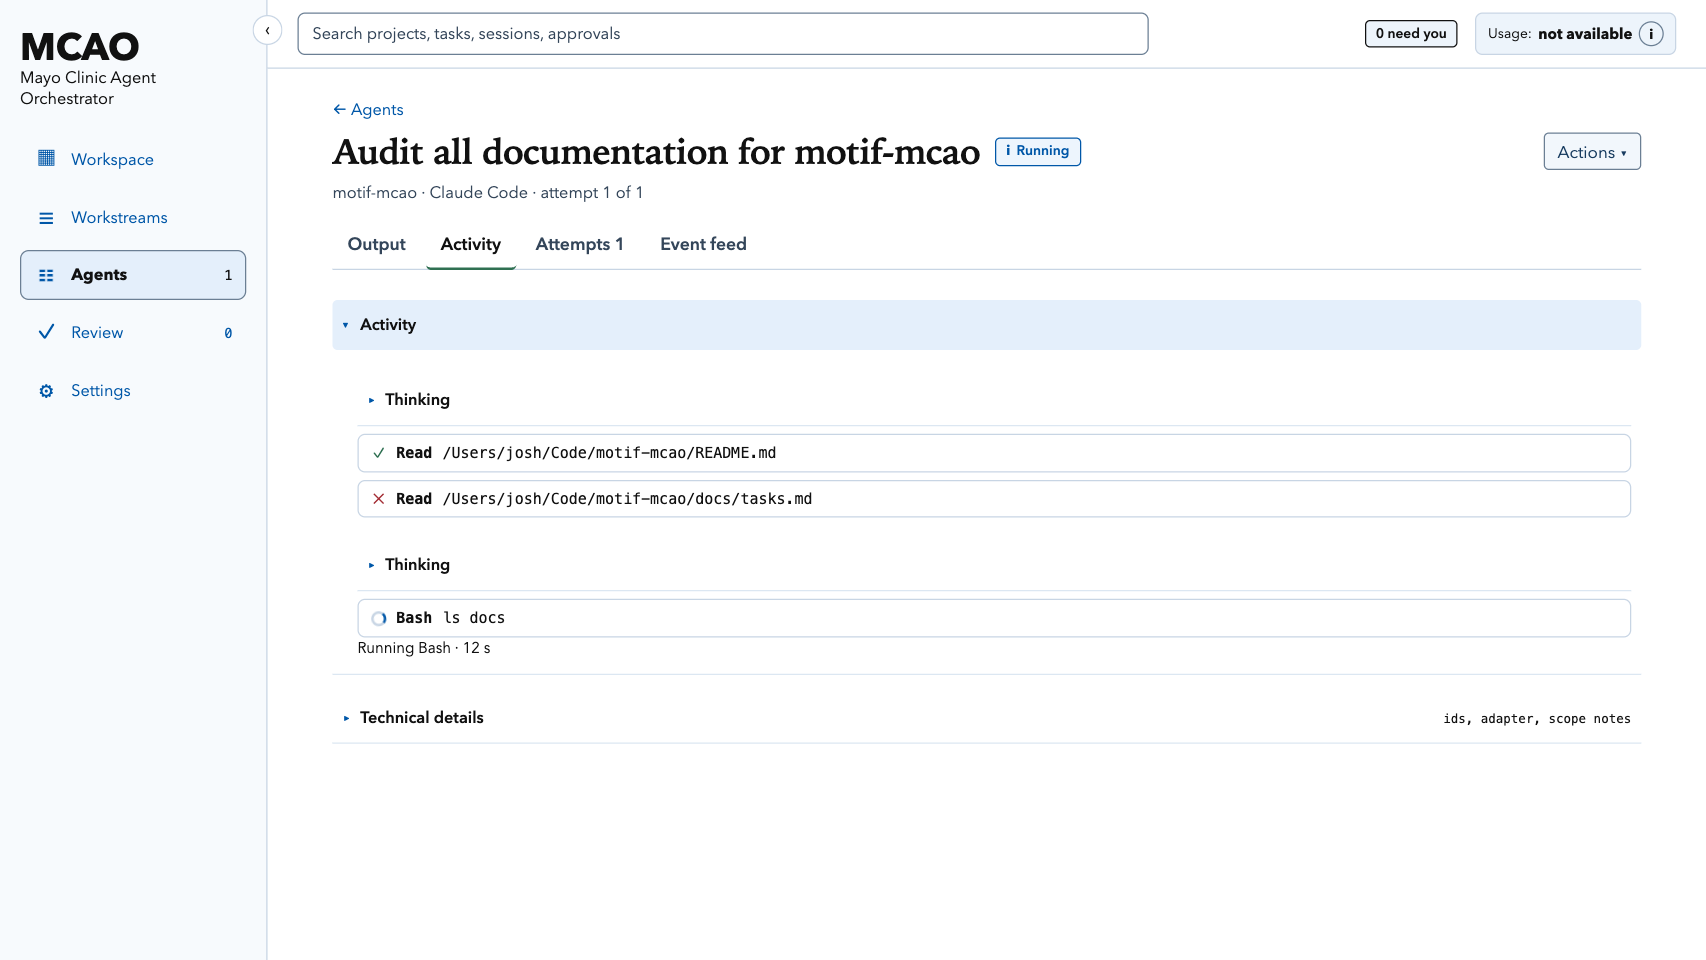 MCAO
Mayo Clinic Agent
Orchestrator
Workspace
Workstreams
Agents 1
Review 0
Settings
Search projects, tasks, sessions, approvals
0 need you
Usage: not available i
← Agents
Audit all documentation for motif-mcao
i Running
Actions ▾
motif-mcao · Claude Code · attempt 1 of 1
Output Activity Attempts 1 Event feed
▾ Activity
▸ Thinking
✓ Read /Users/josh/Code/motif-mcao/README.md
✕ Read /Users/josh/Code/motif-mcao/docs/tasks.md
▸ Thinking
Bash ls docs
Running Bash · 12 s
▸ Technical details ids, adapter, scope notes